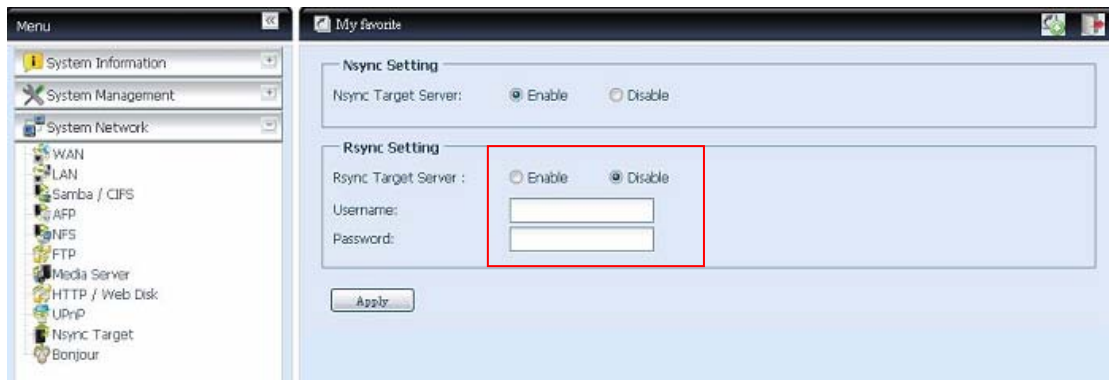 Menu
My favorite
System Information
System Management
System Network
WAN
LAN
Samba / CIFS
AFP
NFS
FTP
Media Server
HTTP / Web Disk
UPnP
Nsync Target
Bonjour
Nsync Setting
Nsync Target Server: Enable Disable
Rsync Setting
Rsync Target Server : Enable Disable
Username:
Password:
Apply